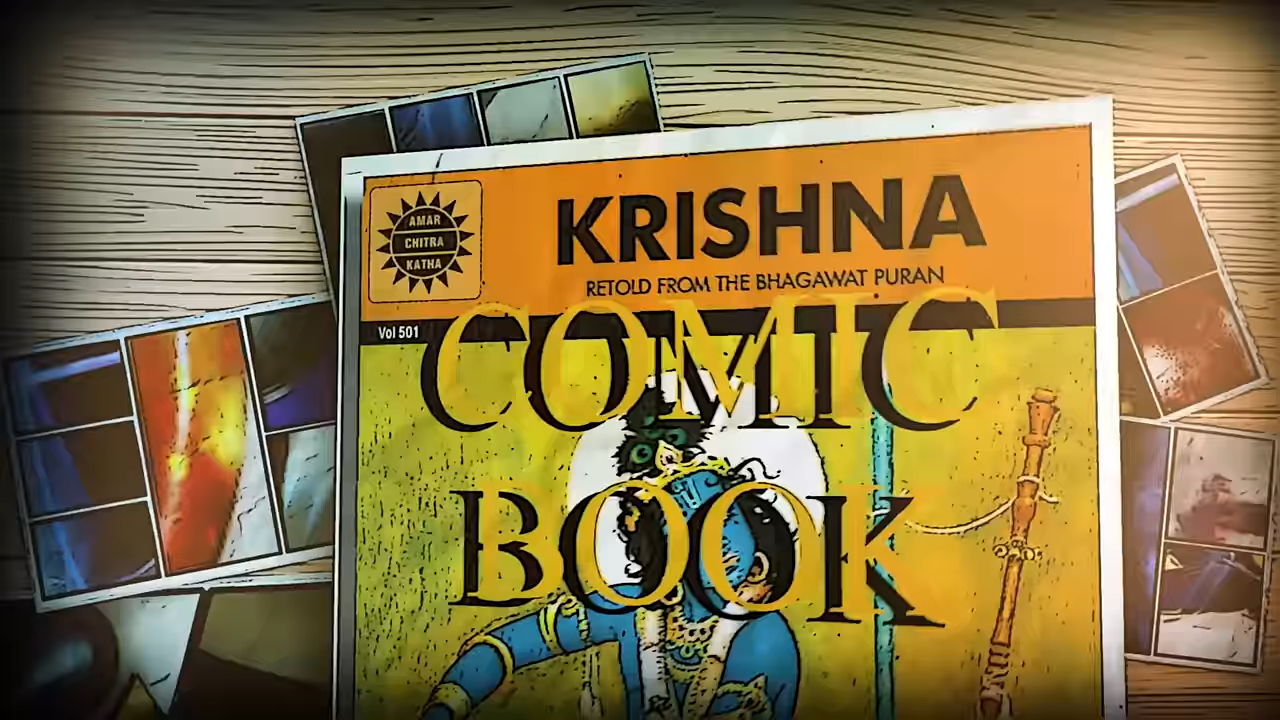 AMAR
CHITRA
KATHA
KRISHNA
RETOLD FROM THE BHAGAWAT PURAN
Vol 501
COMIC
BOOK